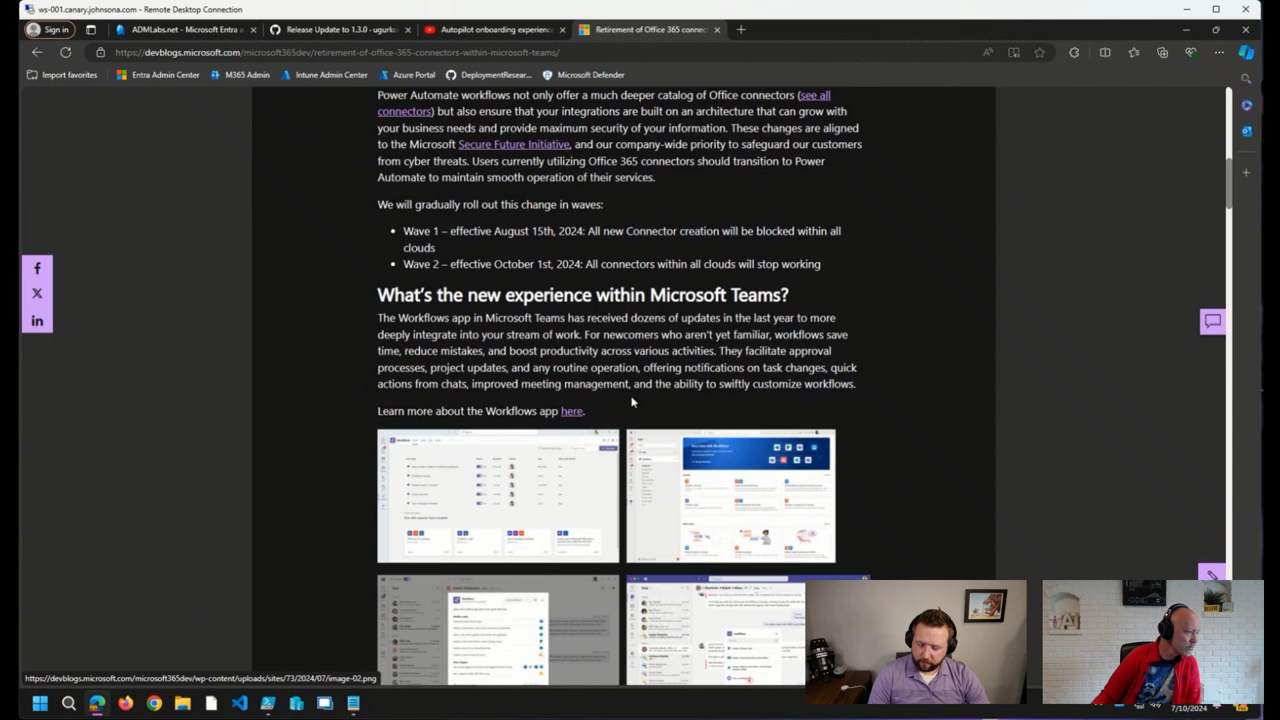 ws-001.canary.johnsona.com - Remote Desktop Connection
Sign in
ADMLabs.net - Microsoft Entra a
Release Update to 1.3.0 · ugurk
Autopilot onboarding experienc
Retirement of Office 365 connec
https://devblogs.microsoft.com/microsoft365dev/retirement-of-office-365-connectors-within-microsoft-teams/
Import favorites
Entra Admin Center
M365 Admin
Intune Admin Center
Azure Portal
DeploymentResear...
Microsoft Defender
Power Automate workflows not only offer a much deeper catalog of Office connectors (see all
connectors) but also ensure that your integrations are built on an architecture that can grow with
your business needs and provide maximum security of your information. These changes are aligned
to the Microsoft Secure Future Initiative, and our company-wide priority to safeguard our customers
from cyber threats. Users currently utilizing Office 365 connectors should transition to Power
Automate to maintain smooth operation of their services.
We will gradually roll out this change in waves:
• Wave 1 – effective August 15th, 2024: All new Connector creation will be blocked within all
clouds
• Wave 2 – effective October 1st, 2024: All connectors within all clouds will stop working
What's the new experience within Microsoft Teams?
The Workflows app in Microsoft Teams has received dozens of updates in the last year to more
deeply integrate into your stream of work. For newcomers who aren't yet familiar, workflows save
time, reduce mistakes, and boost productivity across various activities. They facilitate approval
processes, project updates, and any routine operation, offering notifications on task changes, quick
actions from chats, improved meeting management, and the ability to swiftly customize workflows.
Learn more about the Workflows app here.
https://devblogs.microsoft.com/microsoft365dev/wp-content/uploads/sites/73/2024/07/image-02.png
7/10/2024